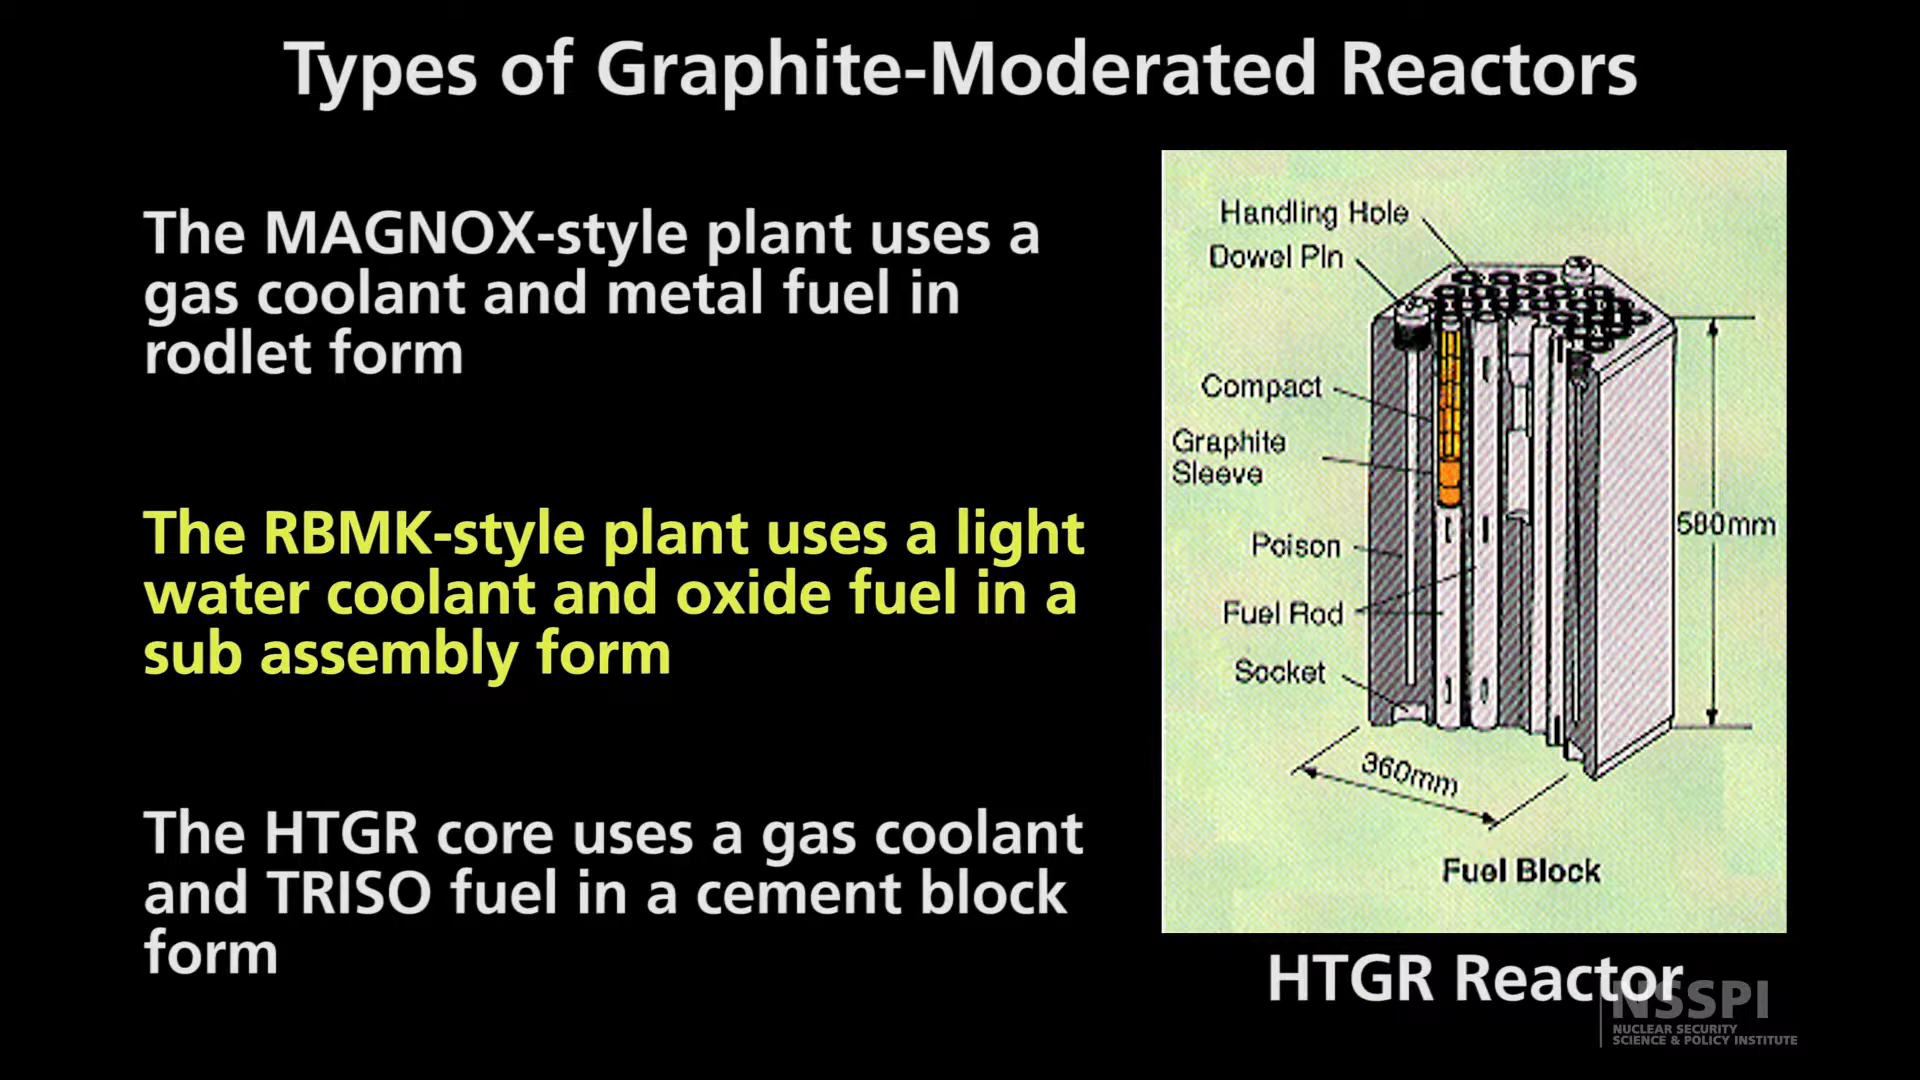 Types of Graphite-Moderated Reactors
The MAGNOX-style plant uses a
gas coolant and metal fuel in
rodlet form
The RBMK-style plant uses a light
water coolant and oxide fuel in a
sub assembly form
The HTGR core uses a gas coolant
and TRISO fuel in a cement block
form
Handling Hole
Dowel Pln
Compact
Graphite
Sleeve
Poison
Fuel Rod
Socket
580mm
360mm
Fuel Block
HTGR Reactor
NSSPI
NUCLEAR SECURITY
SCIENCE & POLICY INSTITUTE